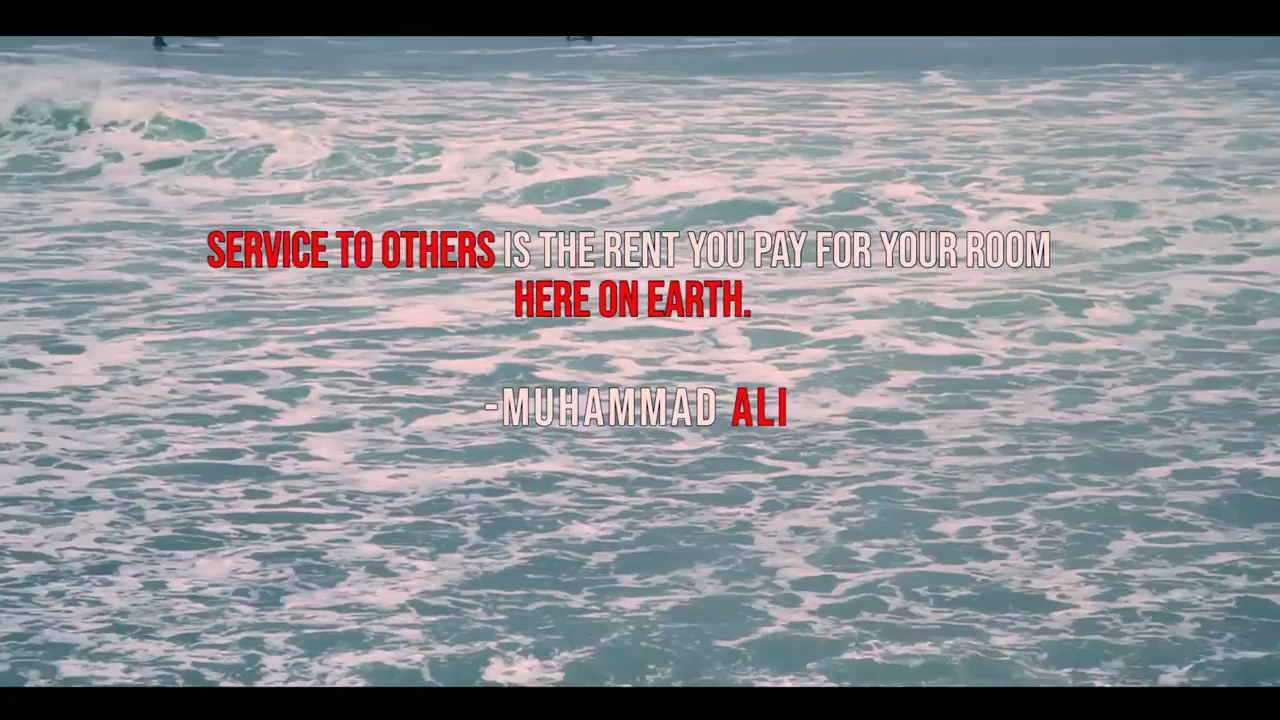 SERVICE TO OTHERS IS THE RENT YOU PAY FOR YOUR ROOM
HERE ON EARTH.
-MUHAMMAD ALI